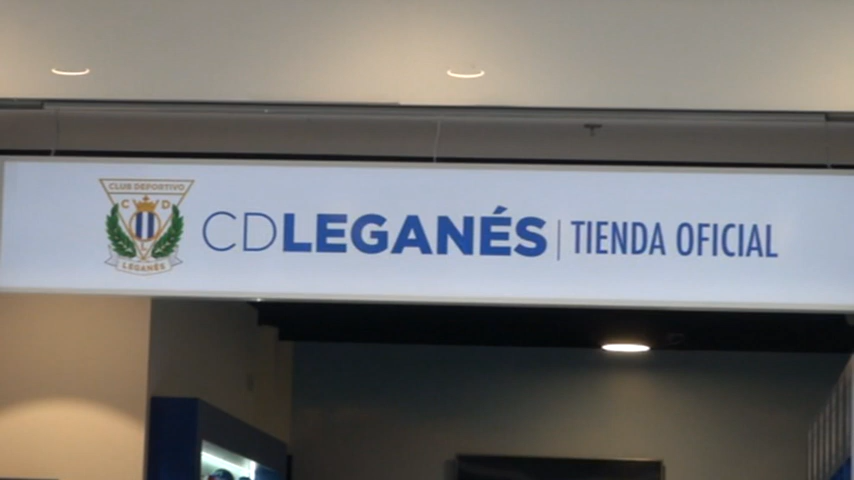 CLUB DEPORTIVO
C D
L
LEGANÉS
CDLEGANÉS | TIENDA OFICIAL